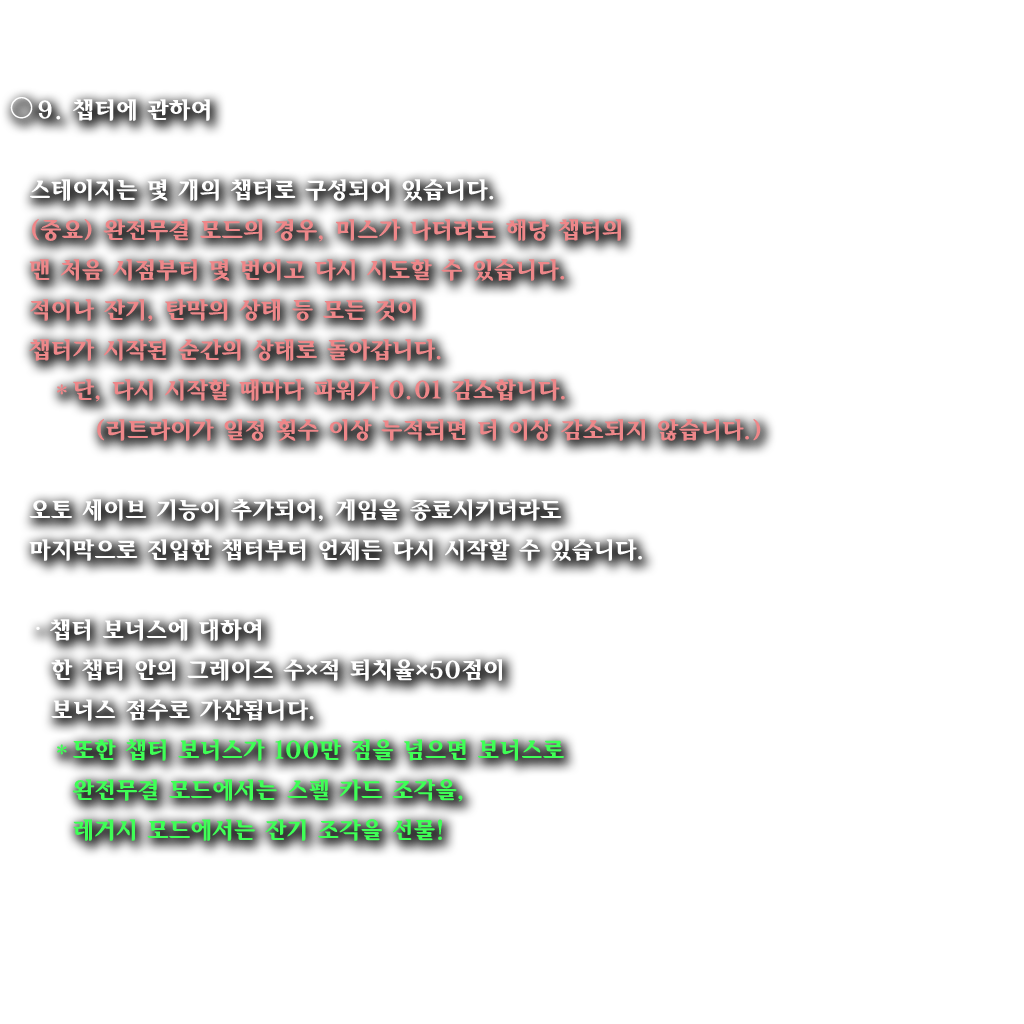 ○9. 챕터에 관하여
스테이지는 몇 개의 챕터로 구성되어 있습니다.
(중요) 완전무결 모드의 경우, 미스가 나더라도 해당 챕터의
맨 처음 시점부터 몇 번이고 다시 시도할 수 있습니다.
적이나 잔기, 탄막의 상태 등 모든 것이
챕터가 시작된 순간의 상태로 돌아갑니다.
*단, 다시 시작할 때마다 파워가 0.01 감소합니다.
(리트라이가 일정 횟수 이상 누적되면 더 이상 감소되지 않습니다.)
오토 세이브 기능이 추가되어, 게임을 종료시키더라도
마지막으로 진입한 챕터부터 언제든 다시 시작할 수 있습니다.
·챕터 보너스에 대하여
한 챕터 안의 그레이즈 수×적 퇴치율×50점이
보너스 점수로 가산됩니다.
*또한 챕터 보너스가 100만 점을 넘으면 보너스로
완전무결 모드에서는 스펠 카드 조각을,
레거시 모드에서는 잔기 조각을 선물!